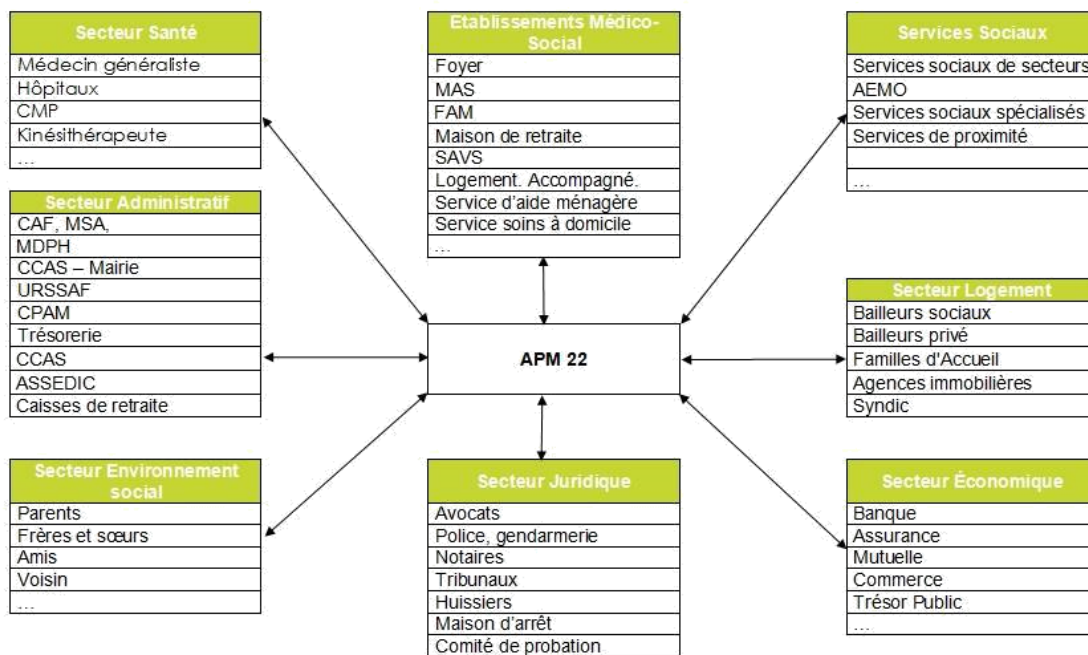 Secteur Santé
Médecin généraliste
Hôpitaux
CMP
Kinésithérapeute
...
Etablissements Médico-
Social
Foyer
MAS
FAM
Maison de retraite
SAVS
Logement. Accompagné.
Service d'aide ménagère
Service soins à domicile
...
Services Sociaux
Services sociaux de secteurs
AEMO
Services sociaux spécialisés
Services de proximité
...
Secteur Administratif
CAF, MSA,
MDPH
CCAS – Mairie
URSSAF
CPAM
Trésorerie
CCAS
ASSEDIC
Caisses de retraite
APM 22
Secteur Logement
Bailleurs sociaux
Bailleurs privé
Familles d'Accueil
Agences immobilières
Syndic
Secteur Environnement
social
Parents
Frères et sœurs
Amis
Voisin
...
Secteur Juridique
Avocats
Police, gendarmerie
Notaires
Tribunaux
Huissiers
Maison d'arrêt
Comité de probation
Secteur Économique
Banque
Assurance
Mutuelle
Commerce
Trésor Public
...